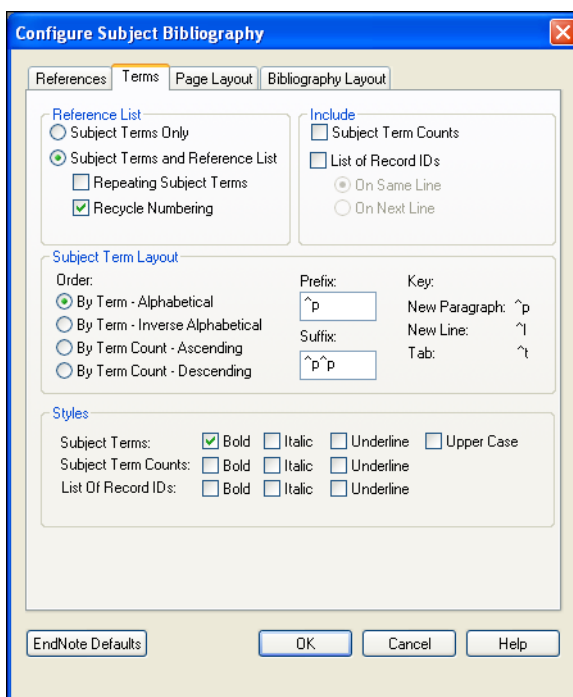 Configure Subject Bibliography
References Terms Page Layout Bibliography Layout
Reference List
Subject Terms Only
Subject Terms and Reference List
Repeating Subject Terms
Recycle Numbering
Include
Subject Term Counts
List of Record IDs
On Same Line
On Next Line
Subject Term Layout
Order:
By Term - Alphabetical
By Term - Inverse Alphabetical
By Term Count - Ascending
By Term Count - Descending
Prefix:
^p
Suffix:
^p^p
Key:
New Paragraph: ^p
New Line: ^l
Tab: ^t
Styles
Subject Terms: Bold Italic Underline Upper Case
Subject Term Counts: Bold Italic Underline
List Of Record IDs: Bold Italic Underline
EndNote Defaults OK Cancel Help